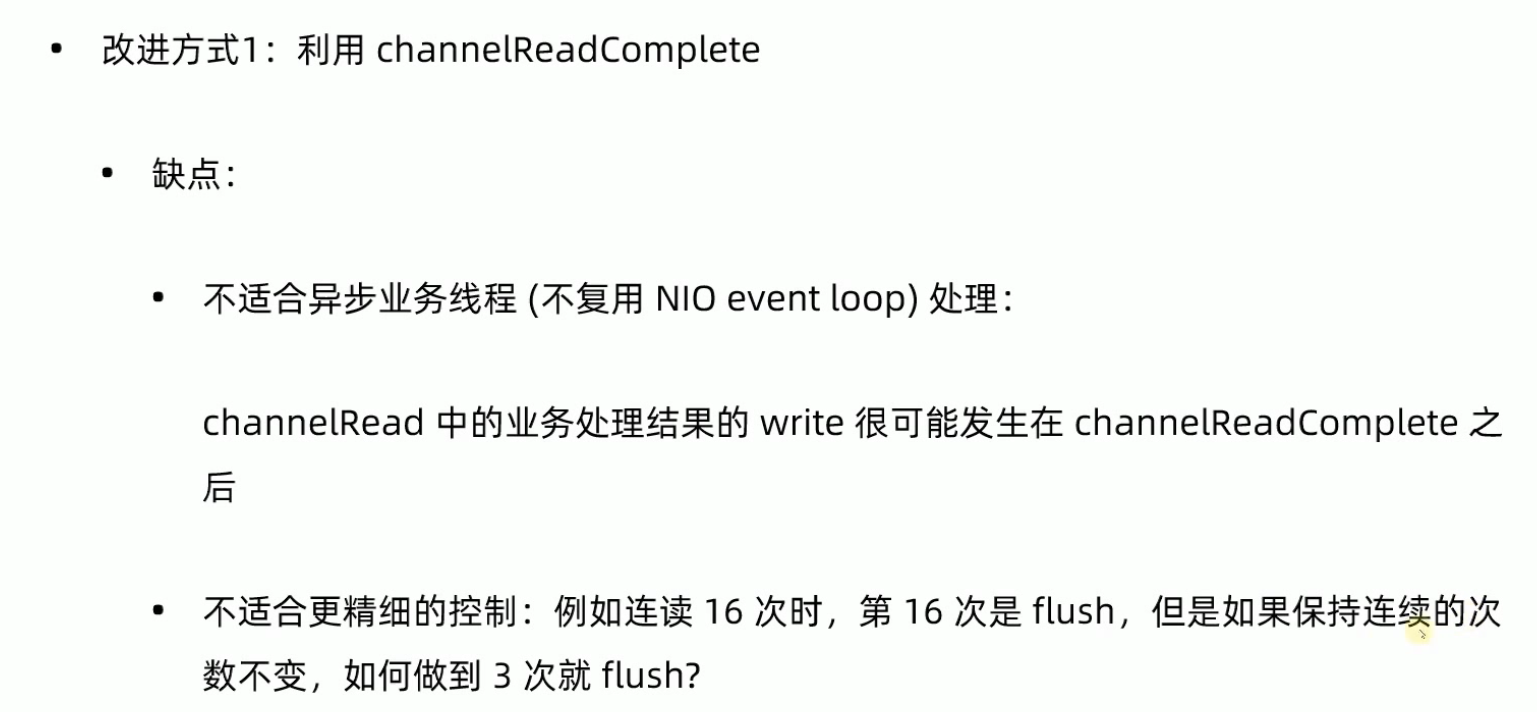 • 改进方式1：利用 channelReadComplete
• 缺点：
• 不适合异步业务线程 (不复用 NIO event loop) 处理：
channelRead 中的业务处理结果的 write 很可能发生在 channelReadComplete 之
后
• 不适合更精细的控制：例如连读 16 次时，第 16 次是 flush，但是如果保持连续的次
数不变，如何做到 3 次就 flush?